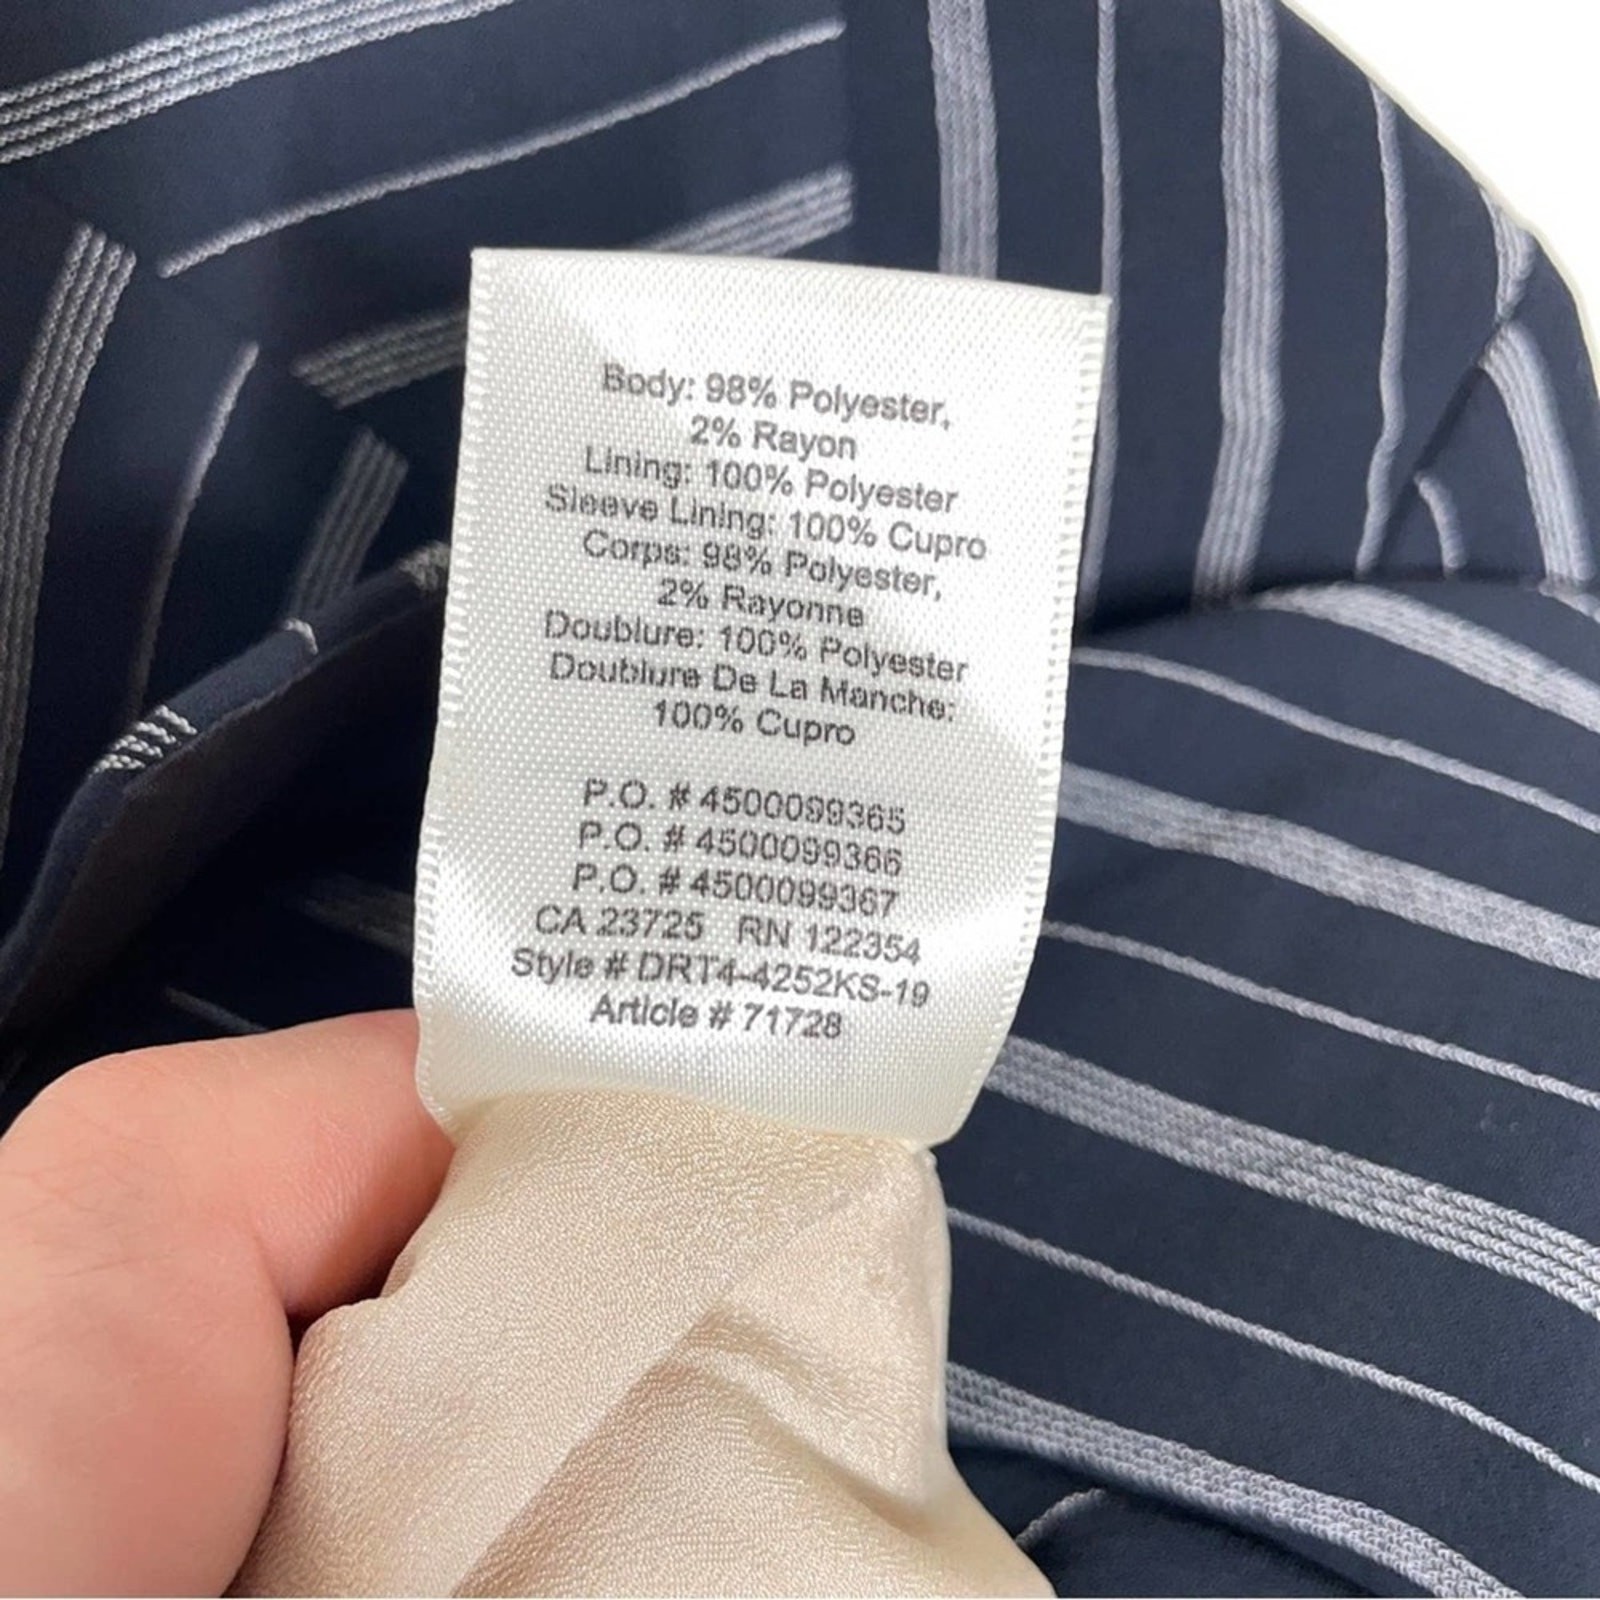 Body: 98% Polyester,
2% Rayon
Lining: 100% Polyester
Sleeve Lining: 100% Cupro
Corps: 98% Polyester,
2% Rayonne
Doublure: 100% Polyester
Doublure De La Manche:
100% Cupro
P.O. # 4500099365
P.O. # 4500099366
P.O. # 4500099367
CA 23725 RN 122354
Style # DRT4-4252KS-19
Article # 71728